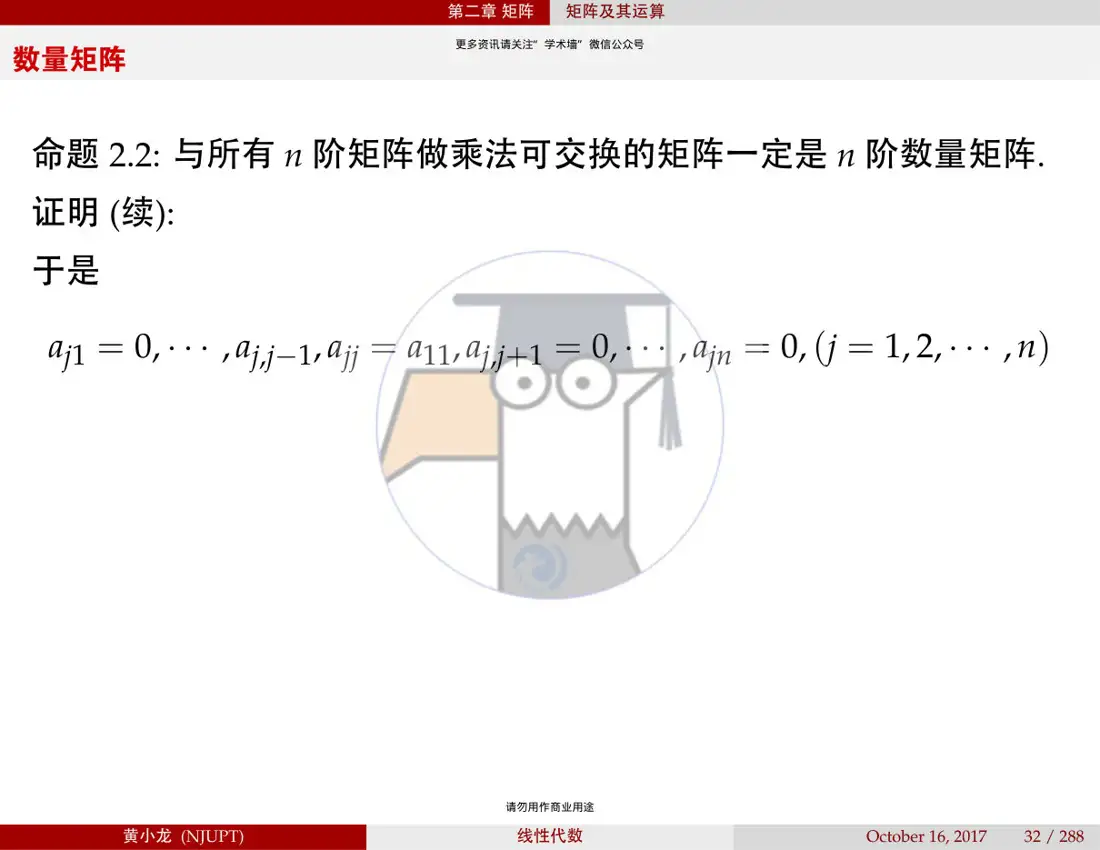 第二章 矩阵 矩阵及其运算
更多资讯请关注“学术墙”微信公众号
数量矩阵
命题 2.2: 与所有 n 阶矩阵做乘法可交换的矩阵一定是 n 阶数量矩阵.
证明 (续):
于是
a_{j1} = 0, ⋯ , a_{j,j−1}, a_{jj} = a_{11}, a_{j,j+1} = 0, ⋯ , a_{jn} = 0, (j = 1, 2, ⋯ , n)
请勿用作商业用途
黄小龙 (NJUPT) 线性代数 October 16, 2017 32 / 288